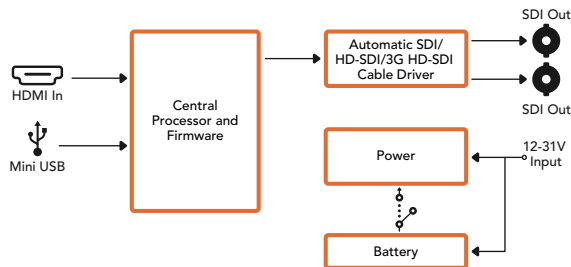 SDI Out
Automatic SDI/
HD-SDI/3G HD-SDI
Cable Driver
HDMI In
Central
Processor and
Firmware
SDI Out
Mini USB
Power
12-31V
Input
Battery